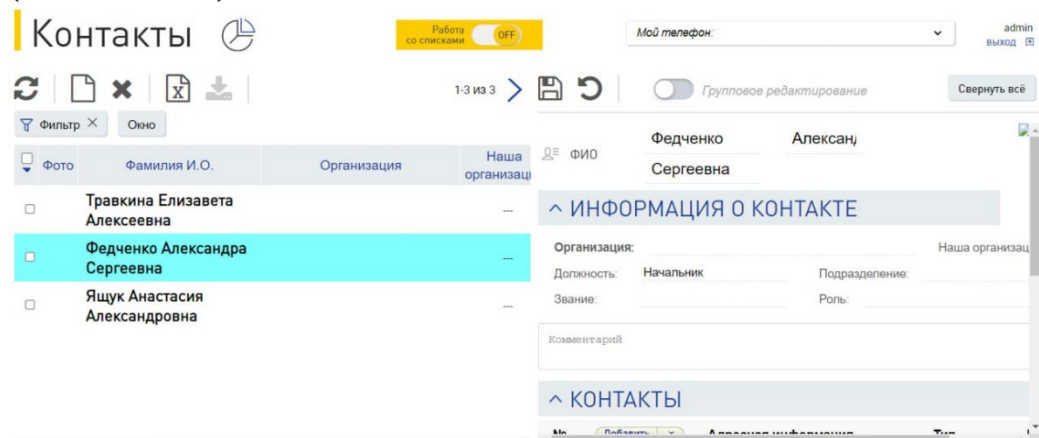 Контакты
Работа со списками OFF
Мой телефон:
admin
выход
1-3 из 3
Групповое редактирование
Свернуть всё
Фильтр ×
Окно
Фото Фамилия И.О. Организация Наша
Травкина Елизавета
Алексеевна ---
Федченко Александра
Сергеевна ---
Ящук Анастасия
Александровна ---
ФИО
Федченко
Сергеевна
ИНФОРМАЦИЯ О КОНТАКТЕ
Организация: Наша
Должность: Начальник Подразделение:
Звание: Роль:
Комментарий
КОНТАКТЫ